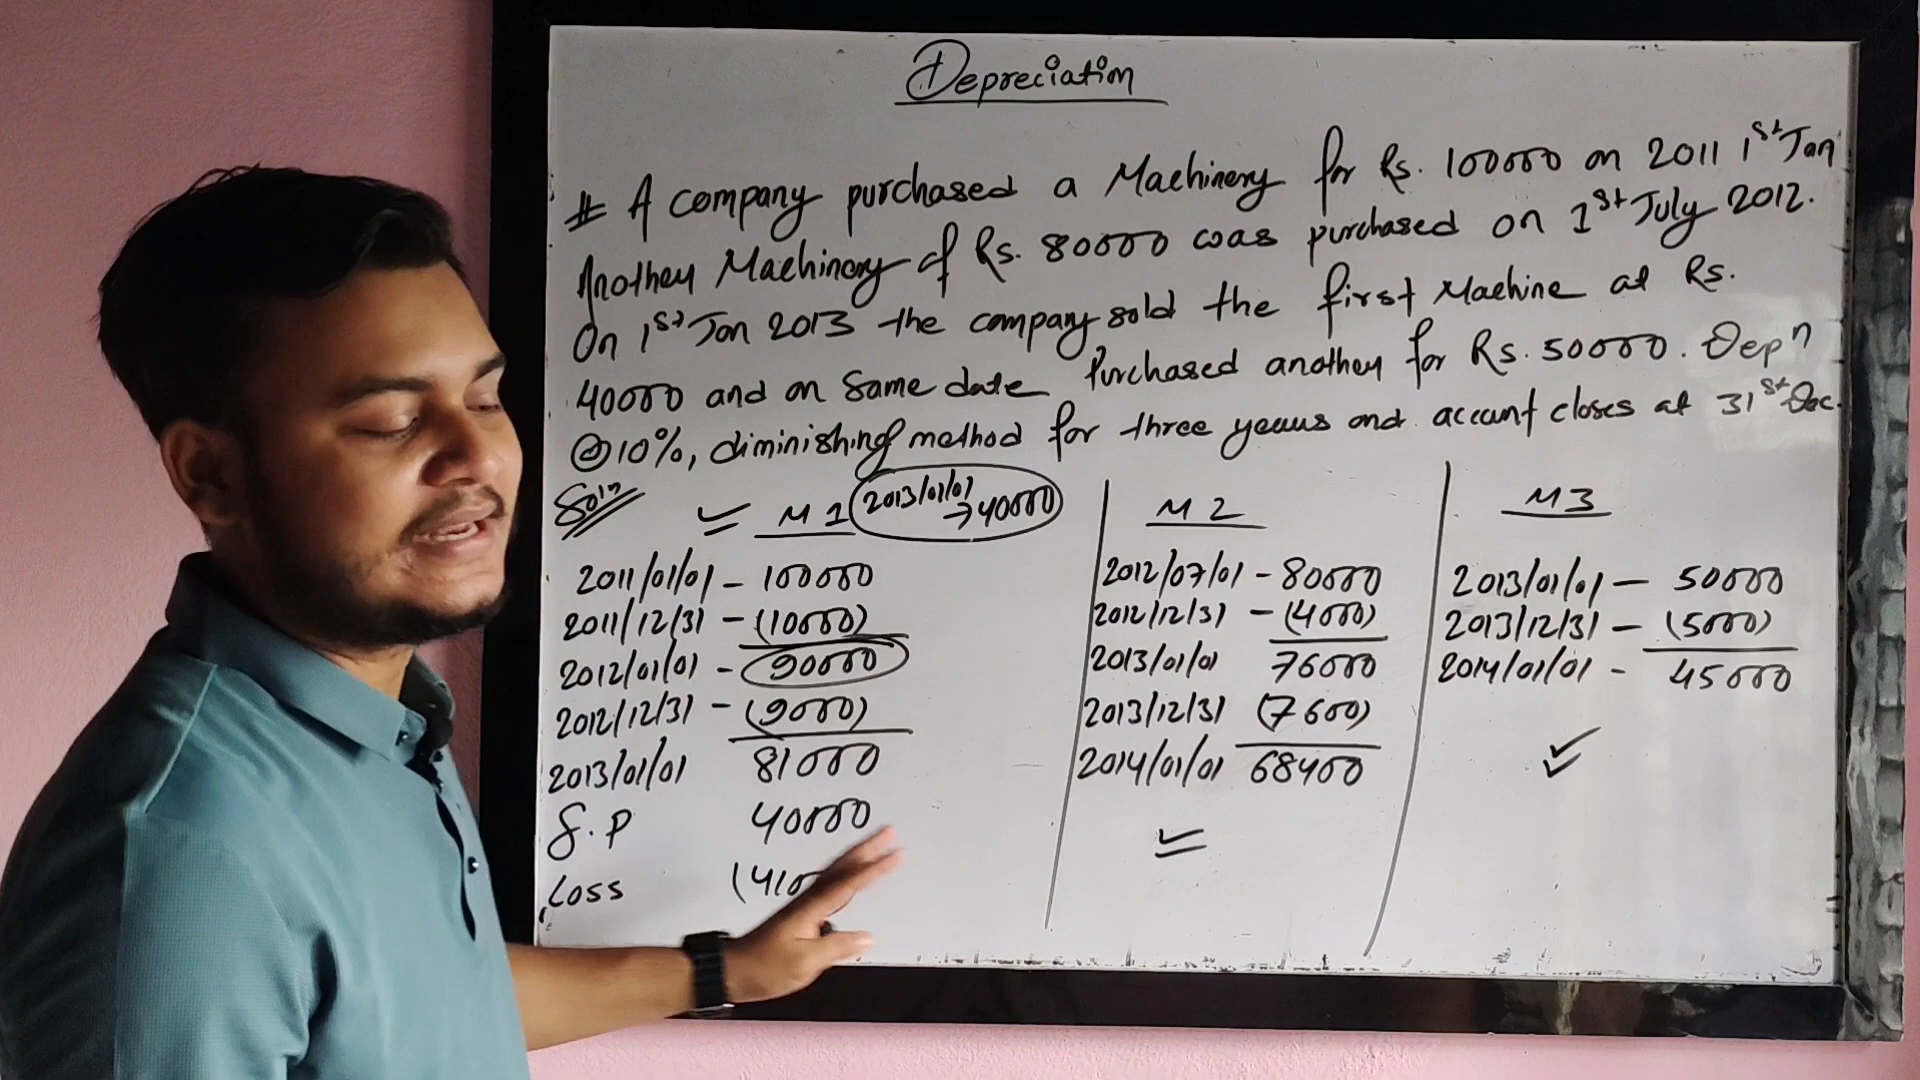 Depreciation
# A company purchased a Machinery for Rs. 100000 on 2011 1st Jan
Another Machinery of Rs. 80000 was purchased on 1st July 2012.
On 1st Jan 2013 the company sold the first Machine at Rs.
40000 and on same date Purchased another for Rs. 50000. Depn
@10%, diminishing method for three years and account closes at 31st Dec.
Soln
M 1
2013/01/01
→40000
2011/01/01 - 100000
2011/12/31 - (10000)
2012/01/01 - 90000
2012/12/31 - (9000)
2013/01/01 81000
S.P 40000
Loss (410
M 2
2012/07/01 - 80000
2012/12/31 - (4000)
2013/01/01 76000
2013/12/31 (7600)
2014/01/01 68400
M3
2013/01/01 - 50000
2013/12/31 - (5000)
2014/01/01 - 45000